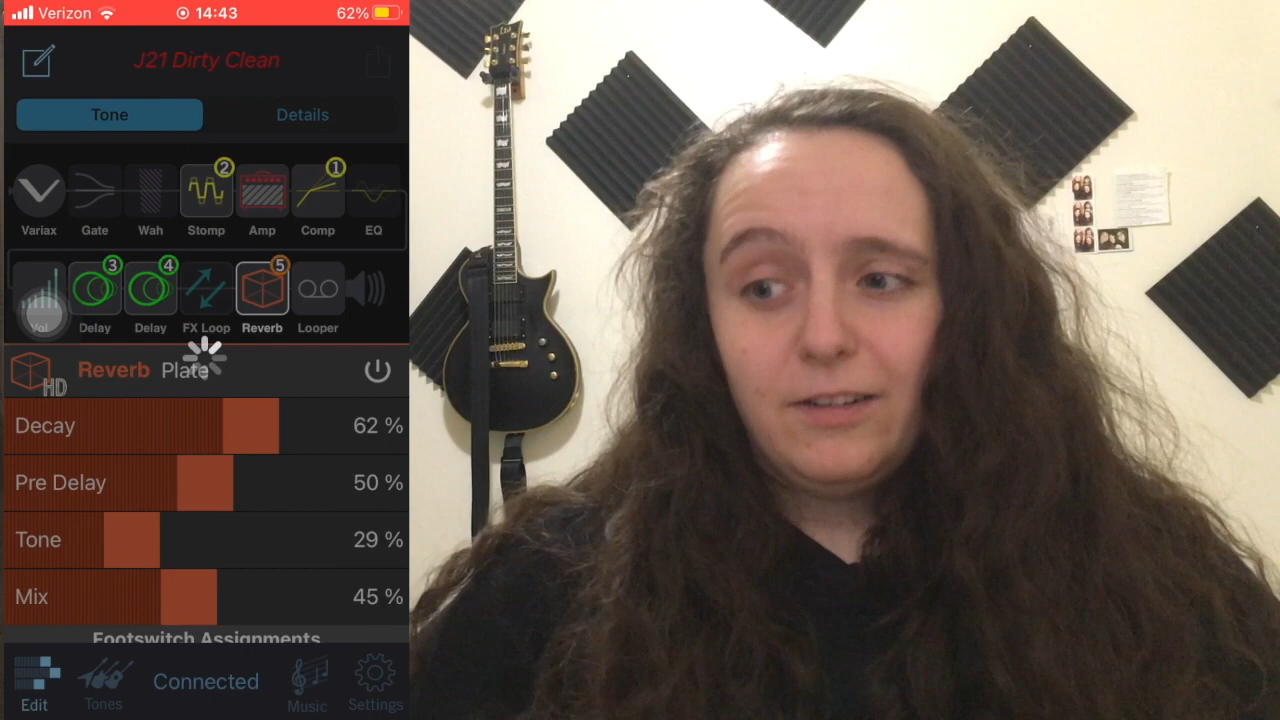 Verizon 14:43 62%
J21 Dirty Clean
Tone Details
2 1
Variax Gate Wah Stomp Amp Comp EQ
3 4 5
Vol Delay Delay FX Loop Reverb Looper
HD Reverb Plate
Decay 62 %
Pre Delay 50 %
Tone 29 %
Mix 45 %
Footswitch Assignments
Edit Tones Connected Music Settings